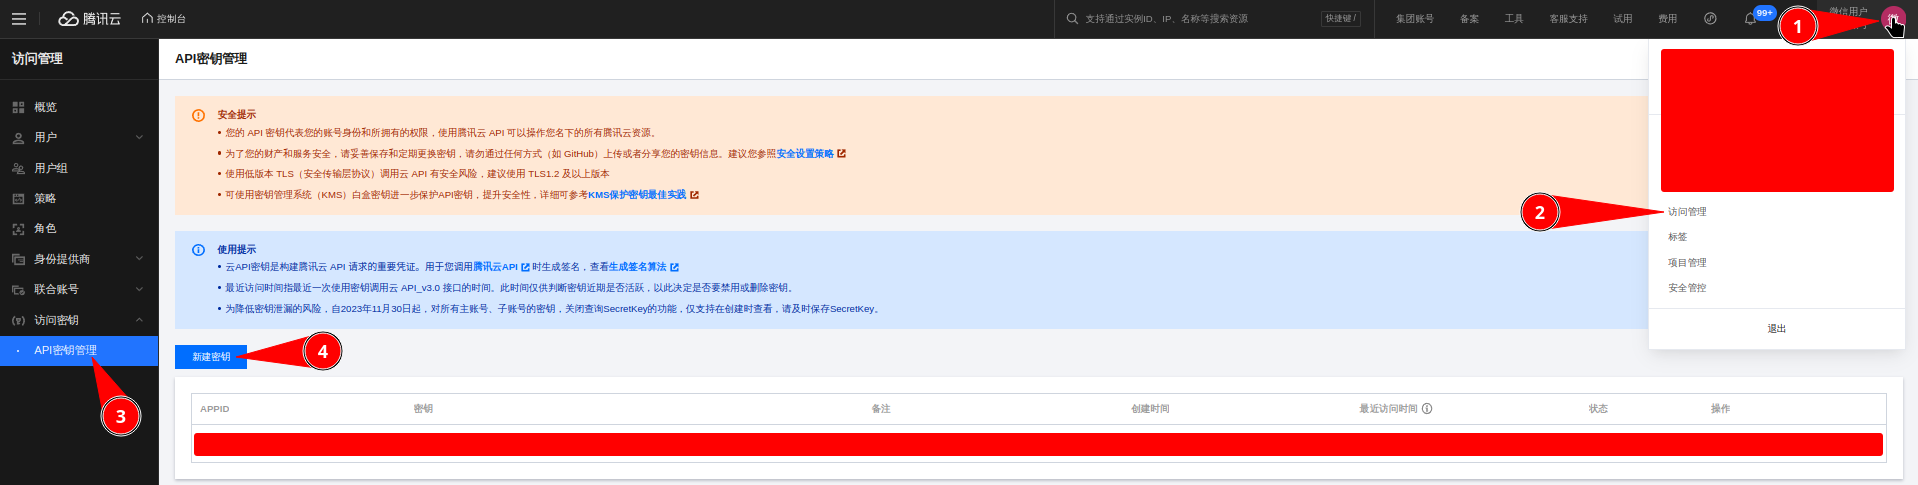 腾讯云
控制台
支持通过实例ID、IP、名称等搜索资源
快捷键 /
集团账号
备案
工具
客服支持
试用
费用
99+
微信用户
1
访问管理
API密钥管理
概览
用户
用户组
策略
角色
身份提供商
联合账号
访问密钥
API密钥管理
3
安全提示
您的 API 密钥代表您的账号身份和所拥有的权限，使用腾讯云 API 可以操作您名下的所有腾讯云资源。
为了您的财产和服务安全，请妥善保存和定期更换密钥，请勿通过任何方式（如 GitHub）上传或者分享您的密钥信息。建议您参照安全设置策略
使用低版本 TLS（安全传输层协议）调用云 API 有安全风险，建议使用 TLS1.2 及以上版本
可使用密钥管理系统（KMS）白盒密钥进一步保护API密钥，提升安全性，详细可参考KMS保护密钥最佳实践
使用提示
云API密钥是构建腾讯云 API 请求的重要凭证。用于您调用腾讯云API 时生成签名，查看生成签名算法
最近访问时间指最近一次使用密钥调用云 API_v3.0 接口的时间。此时间仅供判断密钥近期是否活跃，以此决定是否要禁用或删除密钥。
为降低密钥泄漏的风险，自2023年11月30日起，对所有主账号、子账号的密钥，关闭查询SecretKey的功能，仅支持在创建时查看，请及时保存SecretKey。
新建密钥
4
APPID
密钥
备注
创建时间
最近访问时间
状态
操作
2
访问管理
标签
项目管理
安全管控
退出